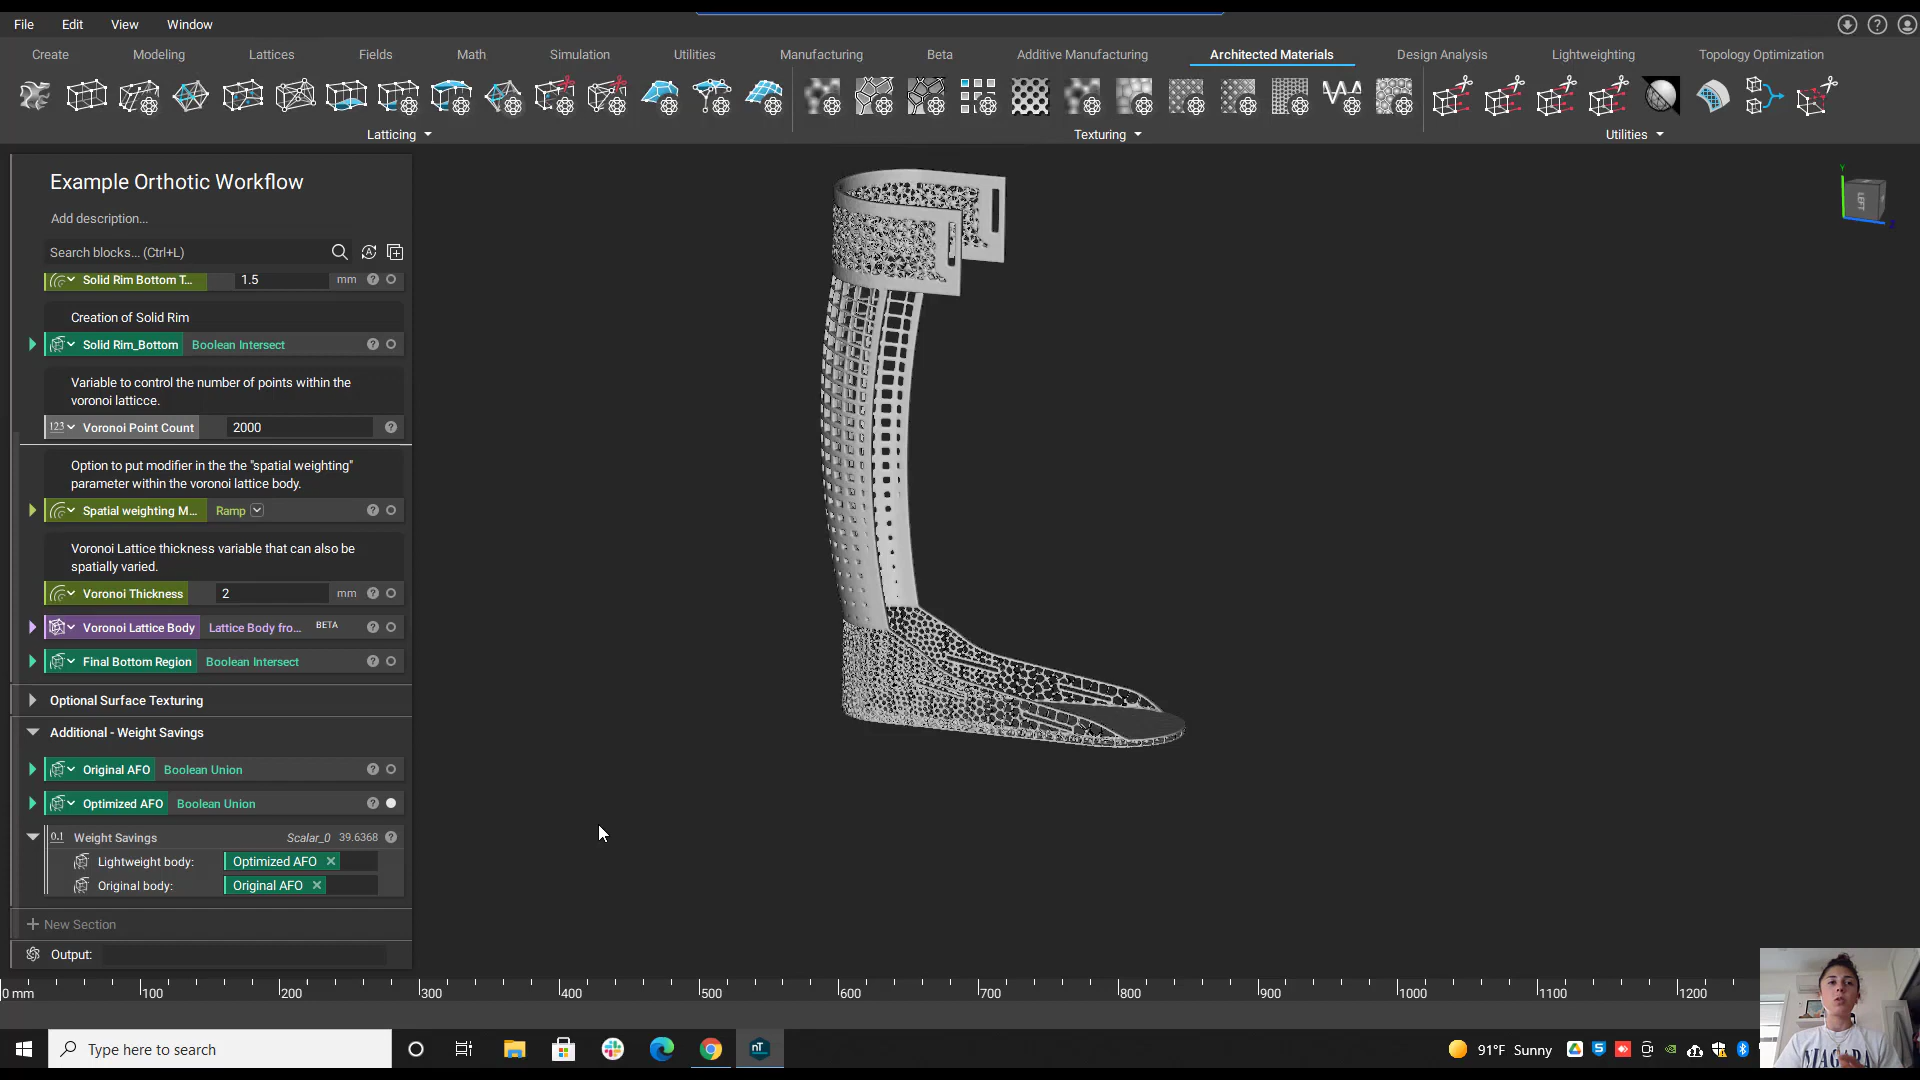 File Edit View Window
Create Modeling Lattices Fields Math Simulation Utilities Manufacturing Beta Additive Manufacturing Architected Materials Design Analysis Lightweighting Topology Optimization
Latticing Texturing Utilities
LEFT
Y
Example Orthotic Workflow
Add description...
Search blocks... (Ctrl+L)
Solid Rim Bottom T... 1.5 mm
Creation of Solid Rim
Solid Rim_Bottom Boolean Intersect
Variable to control the number of points within the
voronoi latticce.
123 Voronoi Point Count 2000
Option to put modifier in the the "spatial weighting"
parameter within the voronoi lattice body.
Spatial weighting M... Ramp
Voronoi Lattice thickness variable that can also be
spatially varied.
Voronoi Thickness 2 mm
Voronoi Lattice Body Lattice Body fro... BETA
Final Bottom Region Boolean Intersect
Optional Surface Texturing
Additional - Weight Savings
Original AFO Boolean Union
Optimized AFO Boolean Union
0.1 Weight Savings Scalar_0 39.6368
Lightweight body: Optimized AFO
Original body: Original AFO
New Section
Output:
0 mm 100 200 300 400 500 600 700 800 900 1000 1100 1200
Type here to search
nT
91°F Sunny
NIAGARA